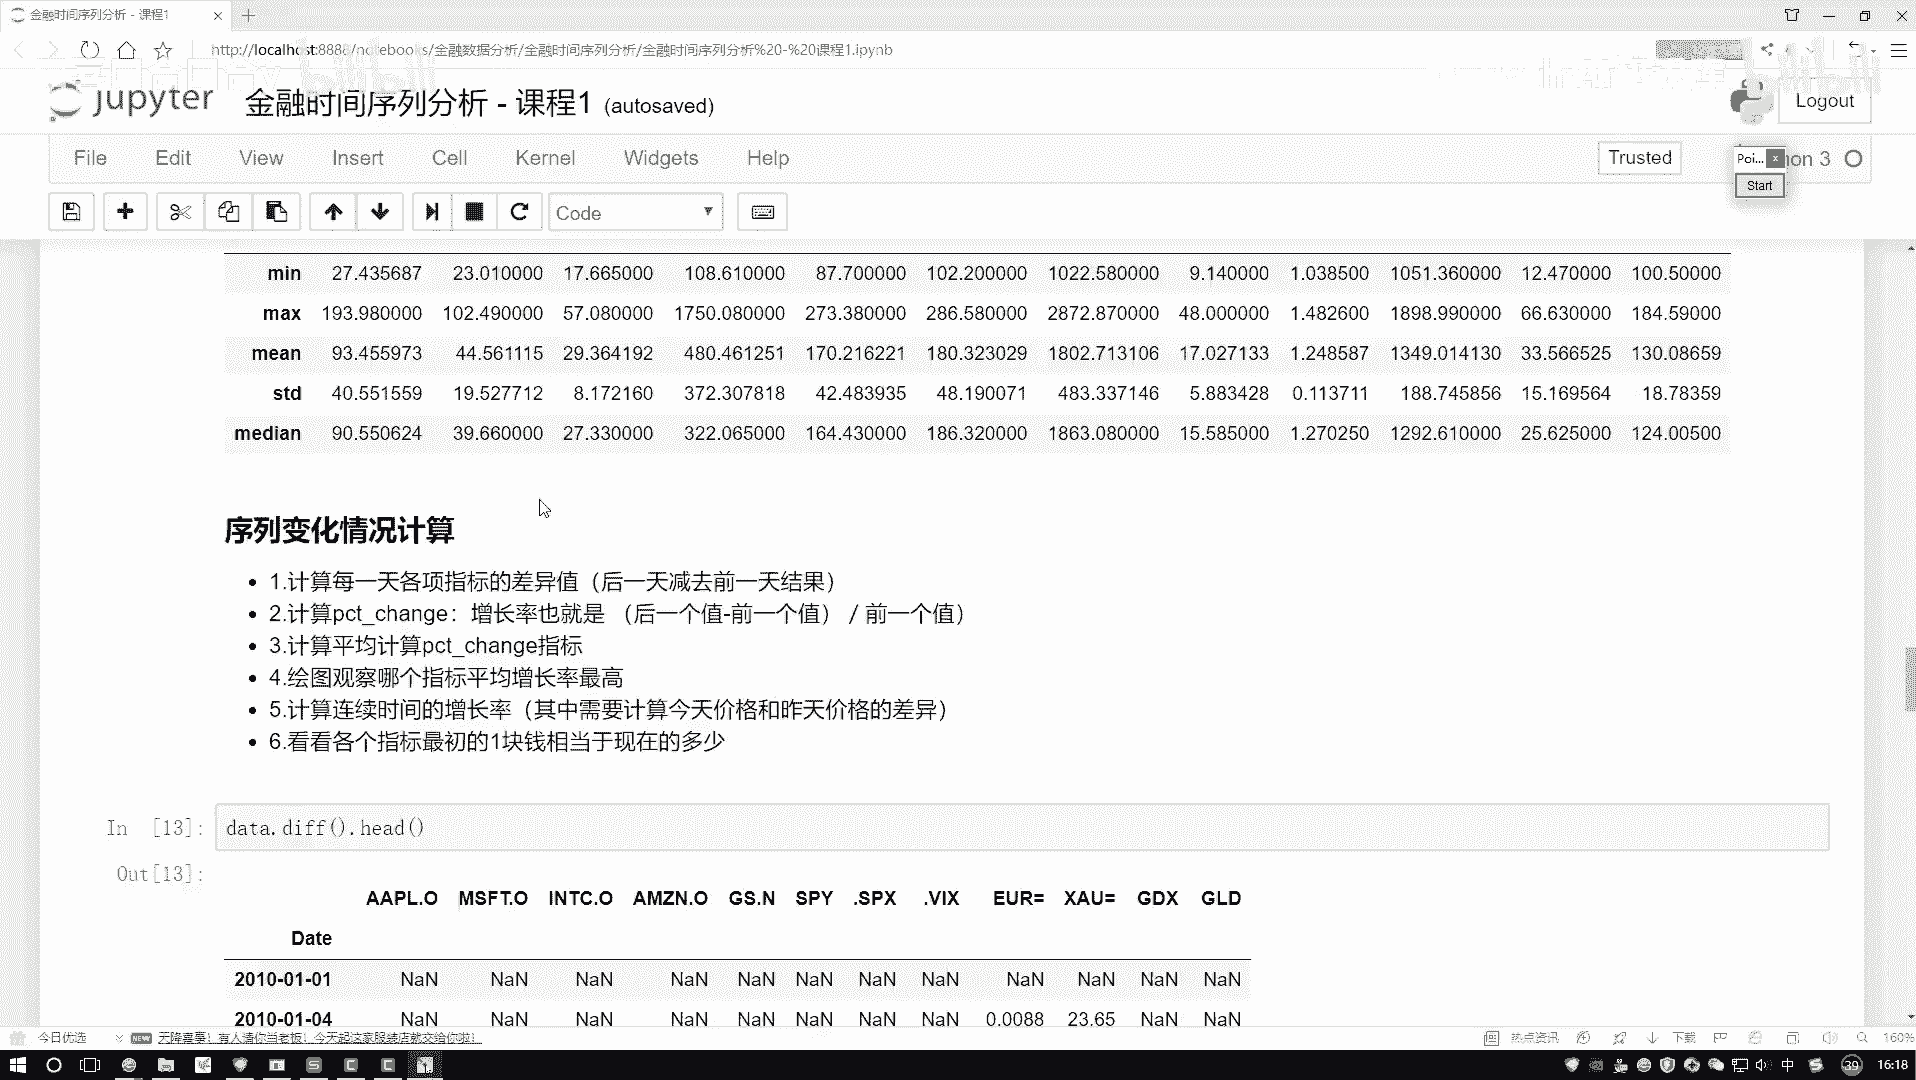 金融时间序列分析 - 课程1
http://localhost:8888/notebooks/金融数据分析/金融时间序列分析/金融时间序列分析%20-%20课程1.ipynb
jupyter 金融时间序列分析 - 课程1 (autosaved)
Logout
File Edit View Insert Cell Kernel Widgets Help
Trusted
Poi... x
on 3
Start
Code
min 27.435687 23.010000 17.665000 108.610000 87.700000 102.200000 1022.580000 9.140000 1.038500 1051.360000 12.470000 100.50000
max 193.980000 102.490000 57.080000 1750.080000 273.380000 286.580000 2872.870000 48.000000 1.482600 1898.990000 66.630000 184.59000
mean 93.455973 44.561115 29.364192 480.461251 170.216221 180.323029 1802.713106 17.027133 1.248587 1349.014130 33.566525 130.08659
std 40.551559 19.527712 8.172160 372.307818 42.483935 48.190071 483.337146 5.883428 0.113711 188.745856 15.169564 18.78359
median 90.550624 39.660000 27.330000 322.065000 164.430000 186.320000 1863.080000 15.585000 1.270250 1292.610000 25.625000 124.00500
序列变化情况计算
• 1.计算每一天各项指标的差异值（后一天减去前一天结果）
• 2.计算pct_change：增长率也就是 （后一个值-前一个值） / 前一个值）
• 3.计算平均计算pct_change指标
• 4.绘图观察哪个指标平均增长率最高
• 5.计算连续时间的增长率（其中需要计算今天价格和昨天价格的差异）
• 6.看看各个指标最初的1块钱相当于现在的多少
In [13]: data.diff().head()
Out[13]:
AAPL.O MSFT.O INTC.O AMZN.O GS.N SPY .SPX .VIX EUR= XAU= GDX GLD
Date
2010-01-01 NaN NaN NaN NaN NaN NaN NaN NaN NaN NaN NaN NaN
2010-01-04 NaN NaN NaN NaN NaN NaN NaN NaN 0.0088 23.65 NaN NaN
今日优选 NEW 天降喜事！有人请你当老板！今天起这家服装店就交给你啦！
热点资讯 下载 160%
中 39 16:18